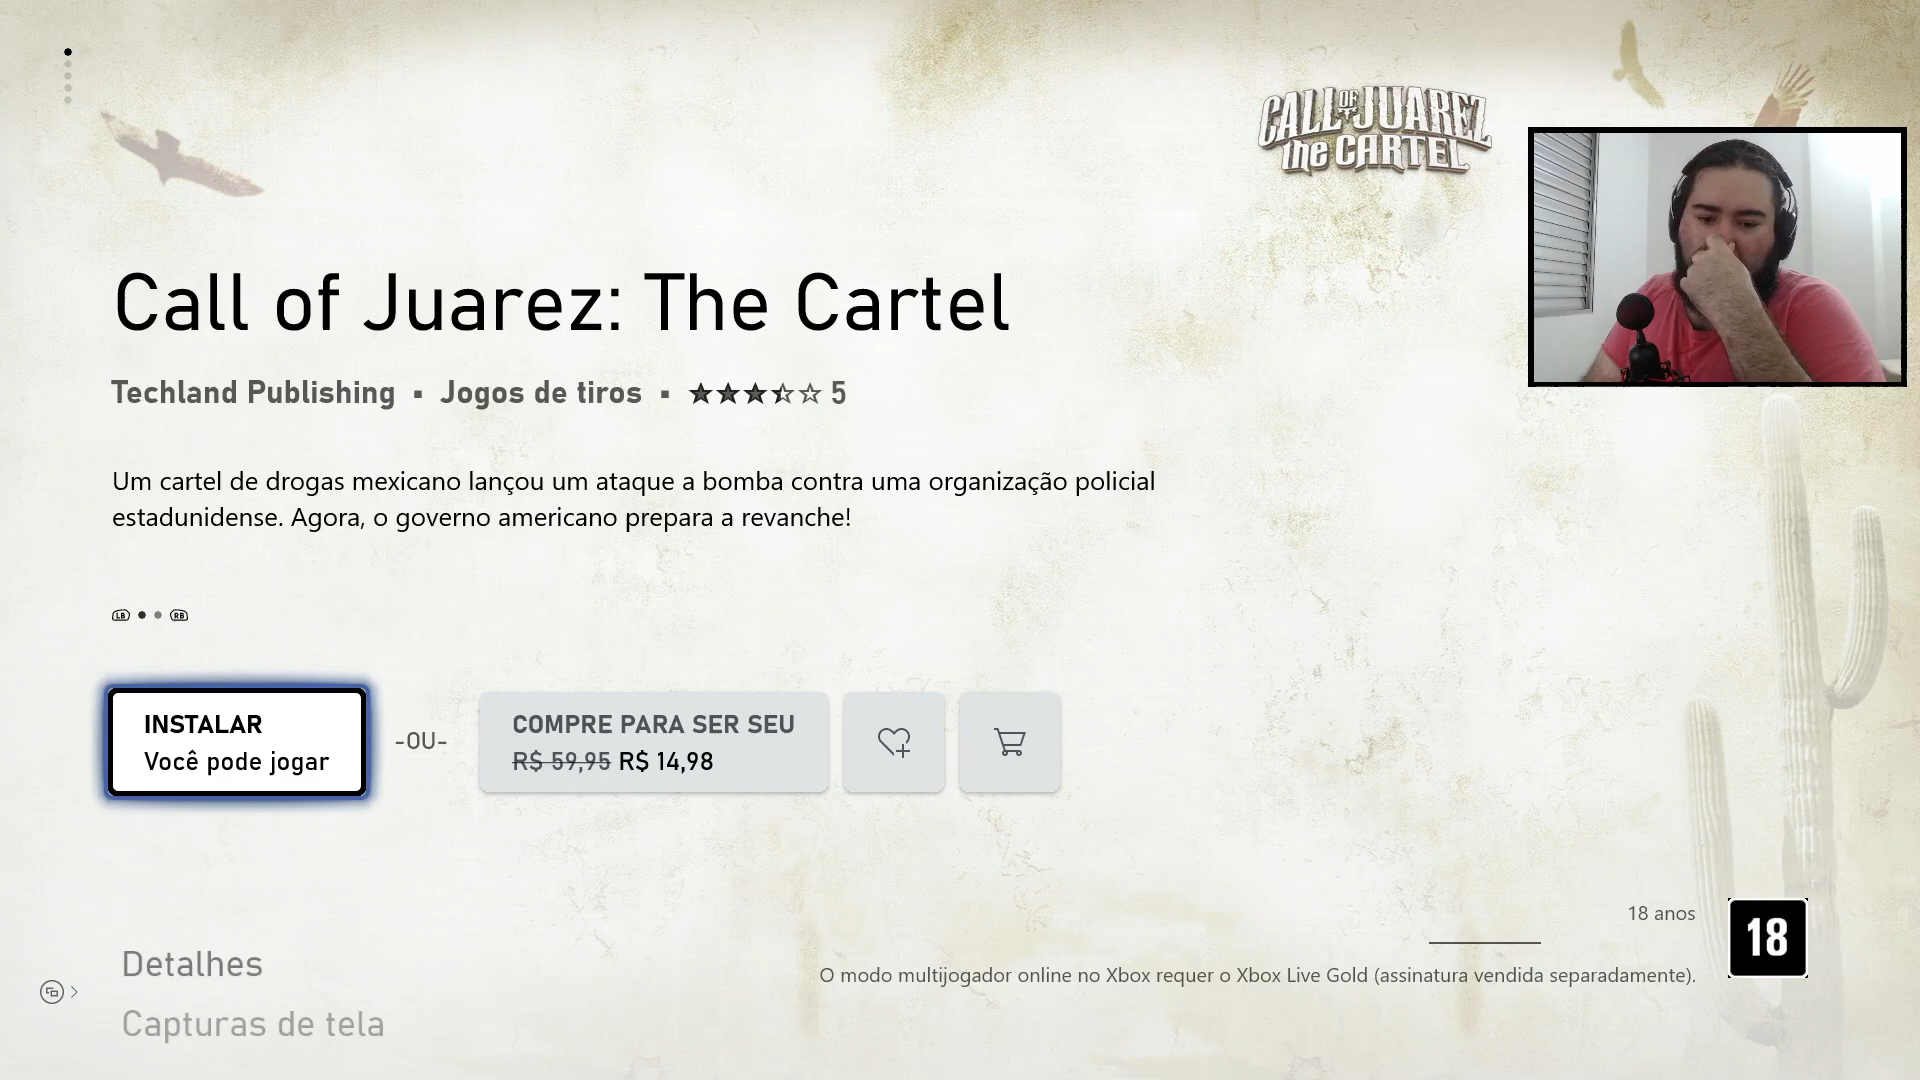 CALL OF JUAREZ
the CARTEL
Call of Juarez: The Cartel
Techland Publishing ▪ Jogos de tiros ▪ 5
Um cartel de drogas mexicano lançou um ataque a bomba contra uma organização policial
estadunidense. Agora, o governo americano prepara a revanche!
LB RB
INSTALAR
Você pode jogar
-OU-
COMPRE PARA SER SEU
R$ 59,95 R$ 14,98
18 anos
18
O modo multijogador online no Xbox requer o Xbox Live Gold (assinatura vendida separadamente).
Detalhes
Capturas de tela